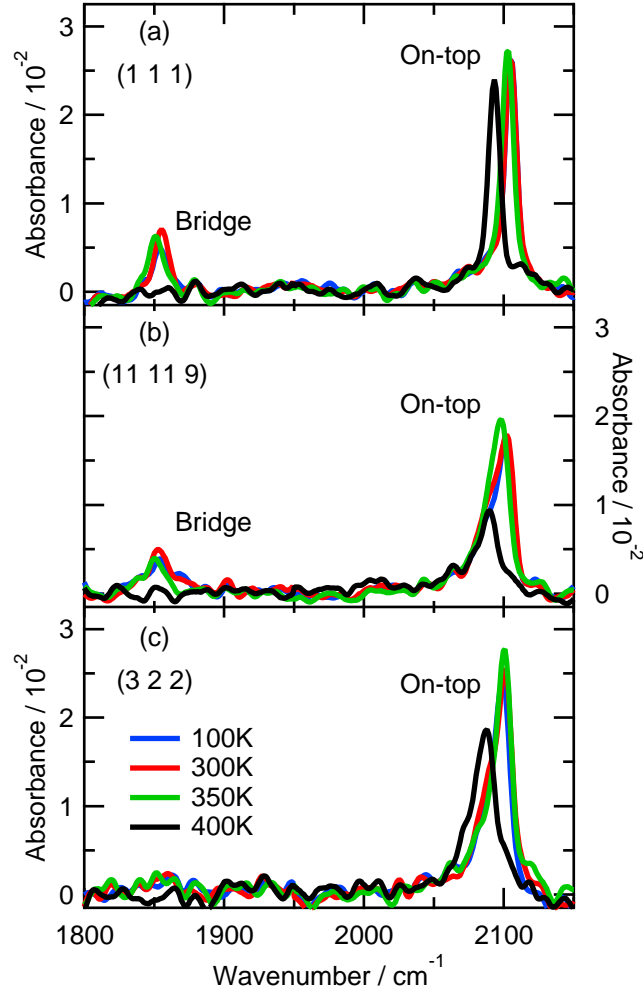 (a)
(1 1 1)
On-top
Bridge
Absorbance / 10-2
3
2
1
0
(b)
(11 11 9)
On-top
Bridge
Absorbance / 10-2
3
2
1
0
(c)
(3 2 2)
On-top
100K
300K
350K
400K
Absorbance / 10-2
3
2
1
0
1800 1900 2000 2100
Wavenumber / cm-1